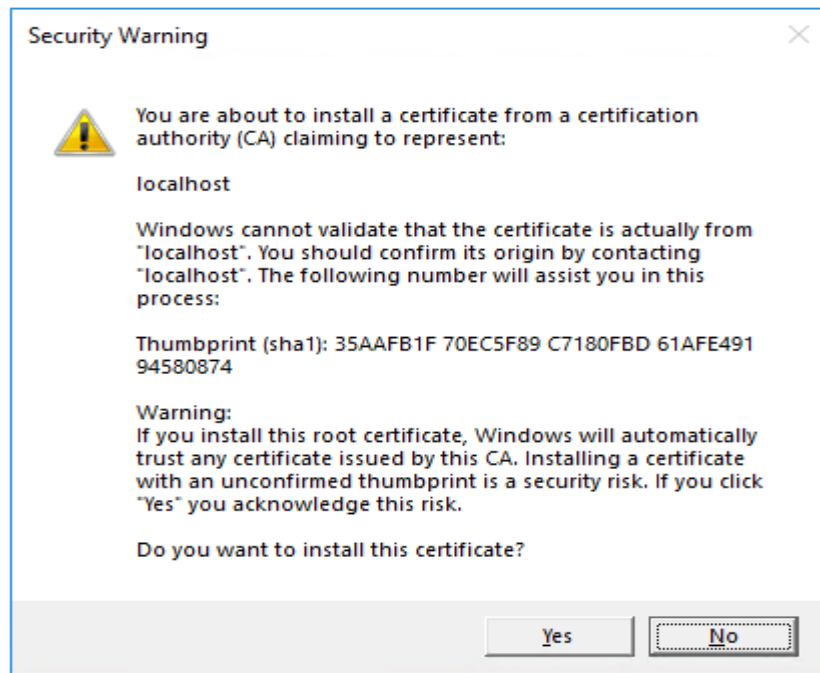 Security Warning
You are about to install a certificate from a certification
authority (CA) claiming to represent:
localhost
Windows cannot validate that the certificate is actually from
"localhost". You should confirm its origin by contacting
"localhost". The following number will assist you in this
process:
Thumbprint (sha1): 35AAFB1F 70EC5F89 C7180FBD 61AFE491
94580874
Warning:
If you install this root certificate, Windows will automatically
trust any certificate issued by this CA. Installing a certificate
with an unconfirmed thumbprint is a security risk. If you click
"Yes" you acknowledge this risk.
Do you want to install this certificate?
Yes
No